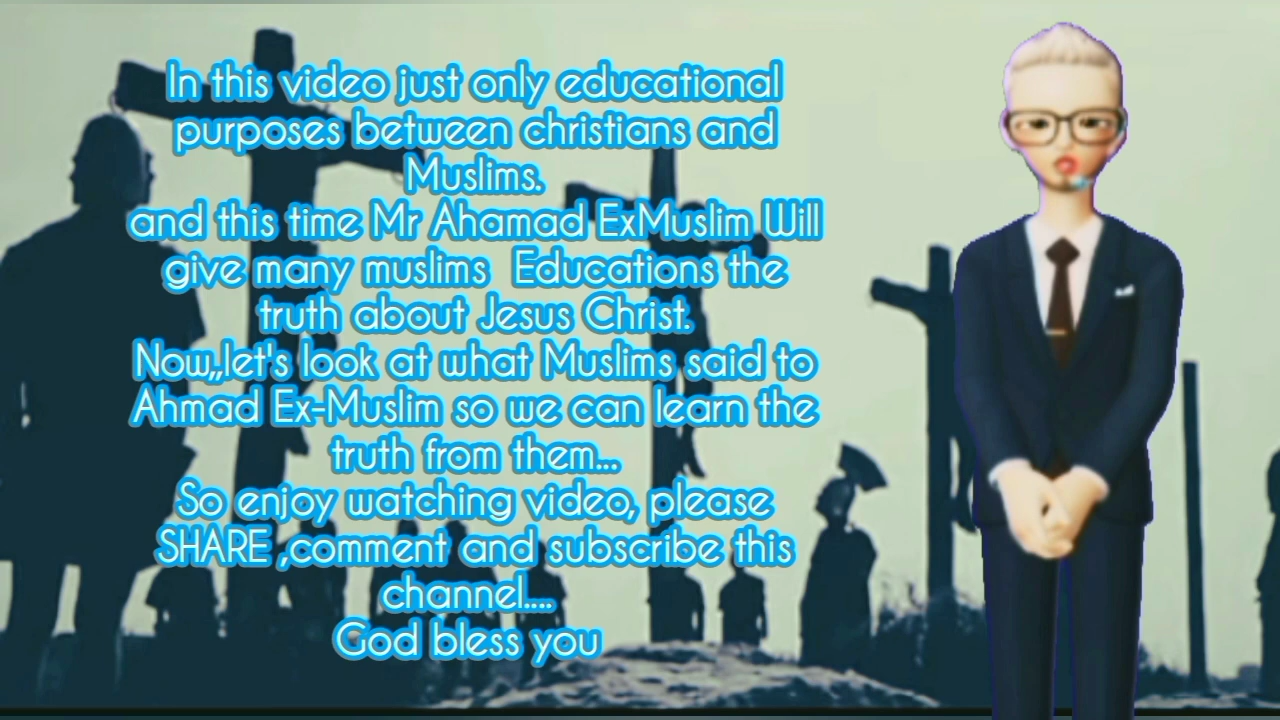 In this video just only educational
purposes between christians and
Muslims.
and this time Mr Ahamad ExMuslim Will
give many muslims  Educations the
truth about Jesus Christ.
Now,,let's look at what Muslims said to
Ahmad Ex-Muslim so we can learn the
truth from them...
So enjoy watching video, please
SHARE ,comment and subscribe this
channel....
God bless you